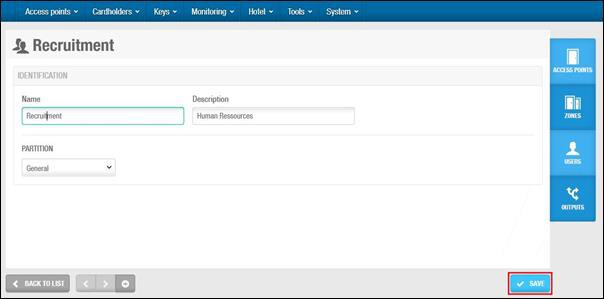 Access points Cardholders Keys Monitoring Hotel Tools System
Recruitment
IDENTIFICATION
Name Description
Recruitment Human Ressources
PARTITION
General
ACCESS POINTS
ZONES
USERS
OUTPUTS
BACK TO LIST SAVE